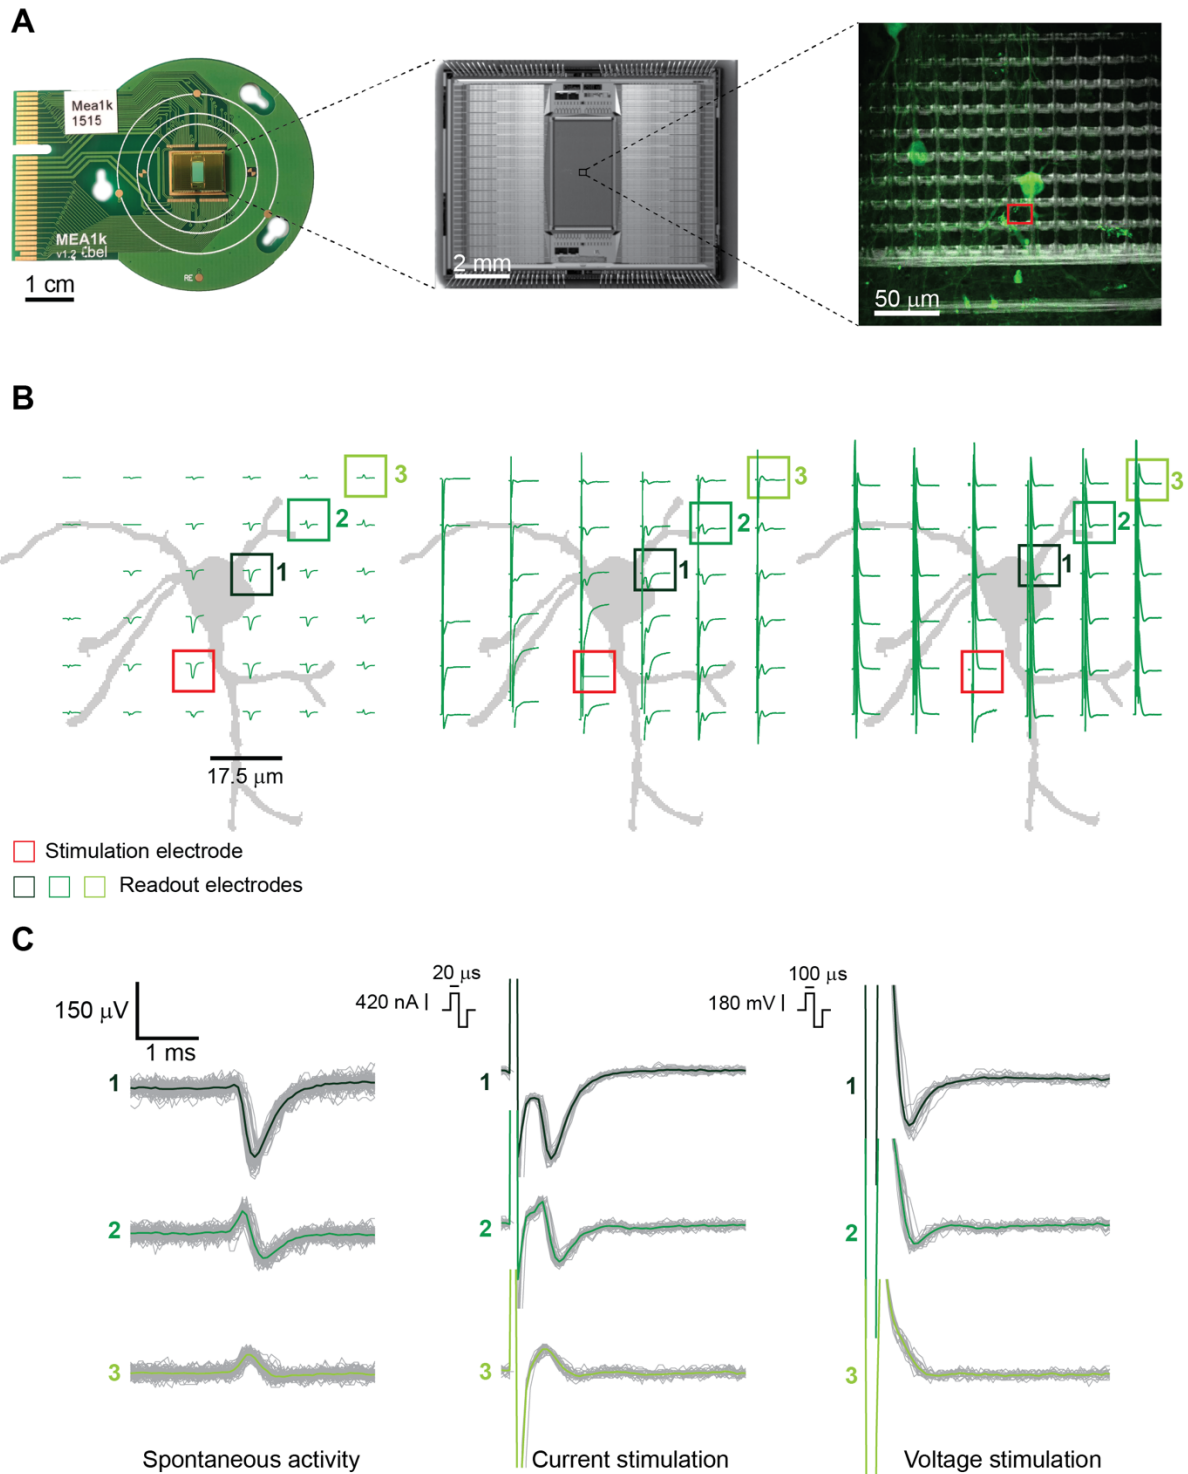 A
Mea1k
1515
MEA1k
v1.2 :bel
RE
1 cm
2 mm
50 μm
B
3
2
1
3
2
1
3
2
1
17.5 μm
Stimulation electrode
Readout electrodes
C
150 μV
1 ms
20 μs
420 nA
100 μs
180 mV
1
1
1
2
2
2
3
3
3
Spontaneous activity
Current stimulation
Voltage stimulation